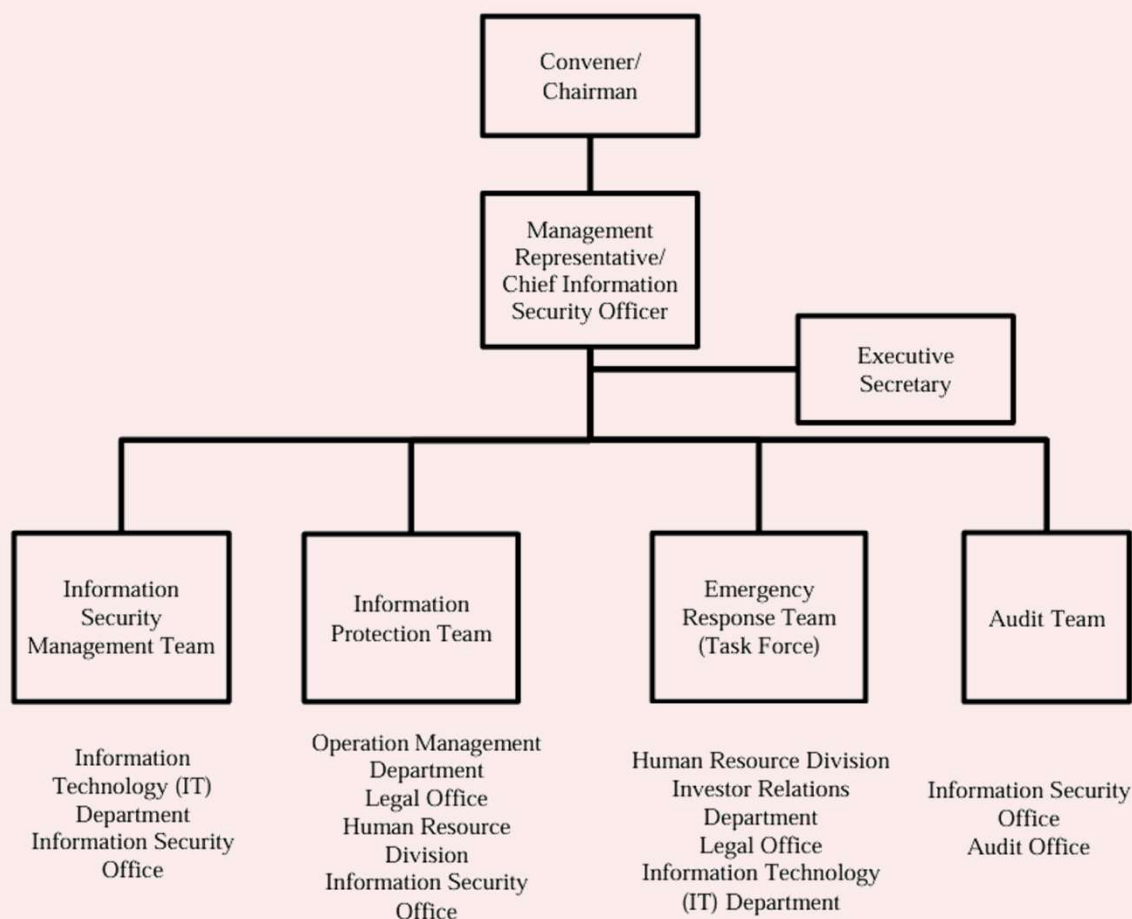 Convener/
Chairman
Management
Representative/
Chief Information
Security Officer
Executive
Secretary
Information
Security
Management Team
Information
Protection Team
Emergency
Response Team
(Task Force)
Audit Team
Information
Technology (IT)
Department
Information Security
Office
Operation Management
Department
Legal Office
Human Resource
Division
Information Security
Office
Human Resource Division
Investor Relations
Department
Legal Office
Information Technology
(IT) Department
Information Security
Office
Audit Office